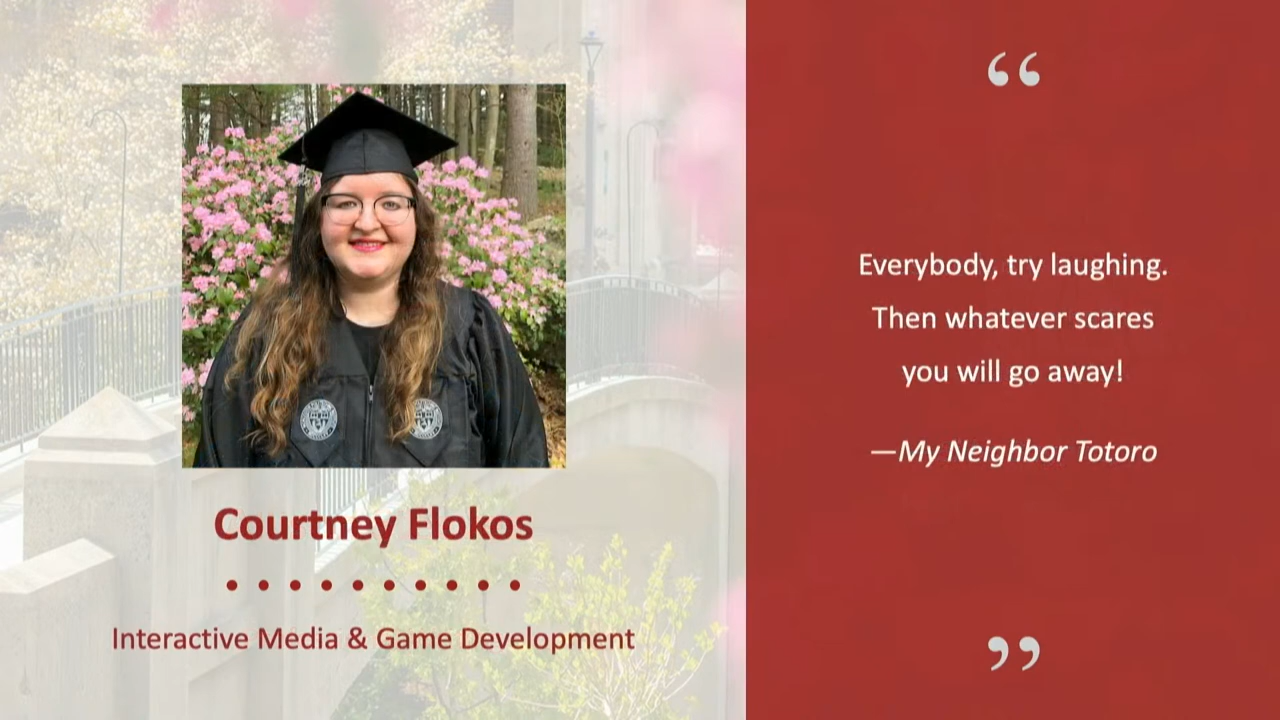 “
Everybody, try laughing.
Then whatever scares
you will go away!
—My Neighbor Totoro
”
Courtney Flokos
Interactive Media & Game Development